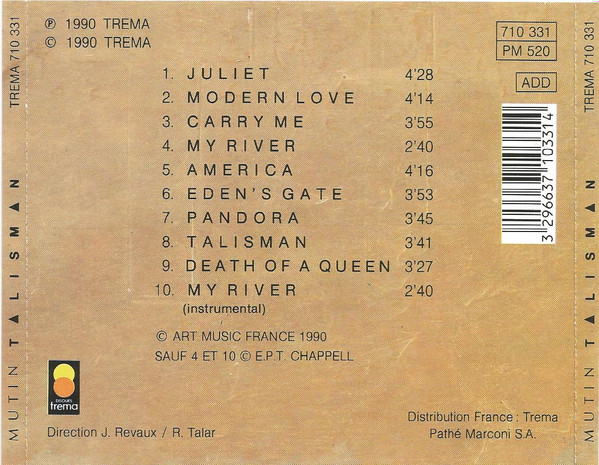 ℗ 1990 TREMA
© 1990 TREMA
710 331
PM 520
ADD
1. JULIET 4'28
2. MODERN LOVE 4'14
3. CARRY ME 3'55
4. MY RIVER 2'40
5. AMERICA 4'16
6. EDEN'S GATE 3'53
7. PANDORA 3'45
8. TALISMAN 3'41
9. DEATH OF A QUEEN 3'27
10. MY RIVER 2'40
(instrumental)
© ART MUSIC FRANCE 1990
SAUF 4 ET 10 © E.P.T. CHAPPELL
3 296637 103314
DISQUES
trema
Direction J. Revaux / R. Talar
Distribution France : Trema
Pathé Marconi S.A.
MUTIN T▲LISM▲N TREMA 710 331
MUTIN T▲LISM▲N TREMA 710 331